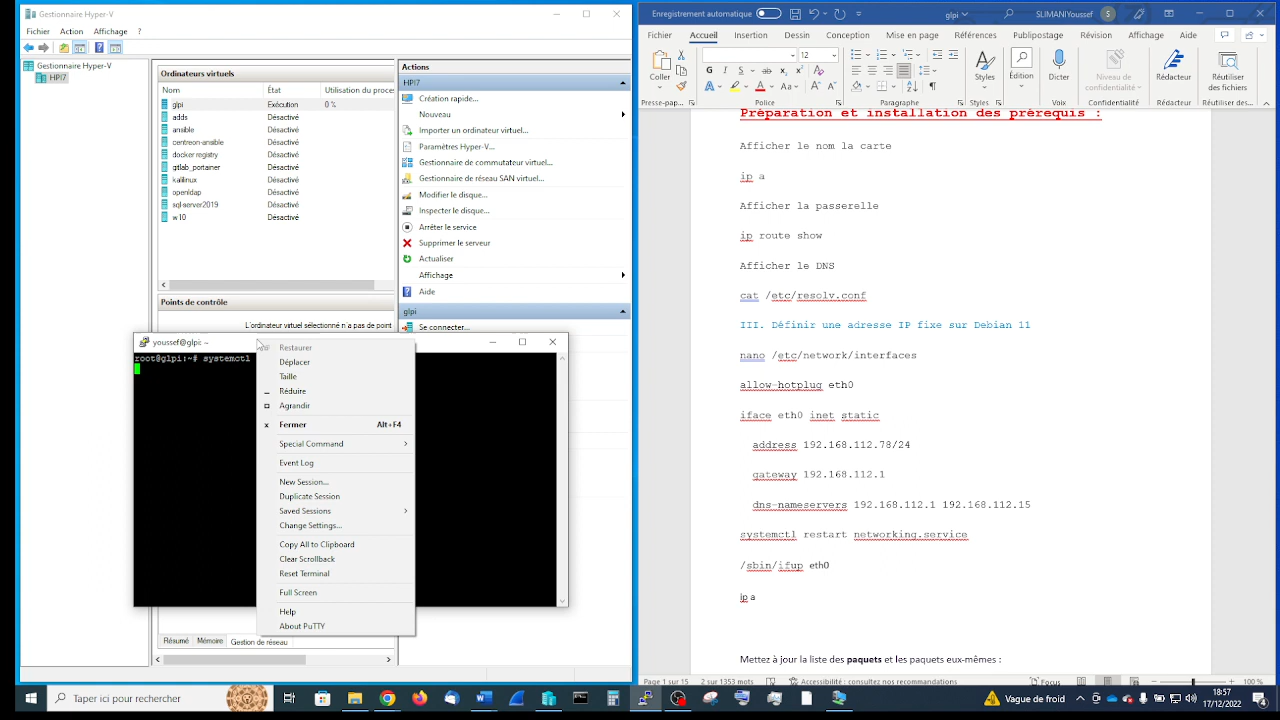 Gestionnaire Hyper-V
Fichier Action Affichage ?
Gestionnaire Hyper-V
HPI7
Ordinateurs virtuels
Nom État Utilisation du proce
glpi Exécution 0 %
adds Désactivé
ansible Désactivé
centreon-ansible Désactivé
docker registry Désactivé
gitlab_portainer Désactivé
kalilinux Désactivé
openldap Désactivé
sql-server2019 Désactivé
w10 Désactivé
Points de contrôle
L'ordinateur virtuel sélectionné n'a pas de point
Résumé Mémoire Gestion de réseau
Actions
HPI7
Création rapide...
Nouveau
Importer un ordinateur virtuel...
Paramètres Hyper-V...
Gestionnaire de commutateur virtuel...
Gestionnaire de réseau SAN virtuel...
Modifier le disque...
Inspecter le disque...
Arrêter le service
Supprimer le serveur
Actualiser
Affichage
Aide
glpi
Se connecter...
youssef@glpi: ~
root@glpi:~# systemctl
Restaurer
Déplacer
Taille
Réduire
Agrandir
Fermer Alt+F4
Special Command
Event Log
New Session...
Duplicate Session
Saved Sessions
Change Settings...
Copy All to Clipboard
Clear Scrollback
Reset Terminal
Full Screen
Help
About PuTTY
Enregistrement automatique glpi SLIMANIYoussef S
Fichier Accueil Insertion Dessin Conception Mise en page Références Publipostage Révision Affichage Aide
12
G I S ab x x A
A A Aa A A
Coller Styles Édition Niveau de confidentialité Dicter Rédacteur Réutiliser des fichiers
Presse-pap... Police Paragraphe Styles Confidentialité Voix Rédacteur Réutiliser des...
Préparation et installation des prérequis :
Afficher le nom la carte
ip a
Afficher la passerelle
ip route show
Afficher le DNS
cat /etc/resolv.conf
III. Définir une adresse IP fixe sur Debian 11
nano /etc/network/interfaces
allow-hotplug eth0
iface eth0 inet static
address 192.168.112.78/24
gateway 192.168.112.1
dns-nameservers 192.168.112.1 192.168.112.15
systemctl restart networking.service
/sbin/ifup eth0
ip a
Mettez à jour la liste des paquets et les paquets eux-mêmes :
Page 1 sur 15 2 sur 1353 mots Accessibilité : consultez nos recommandations Focus 100 %
Taper ici pour rechercher
Vague de froid
18:57
17/12/2022
4